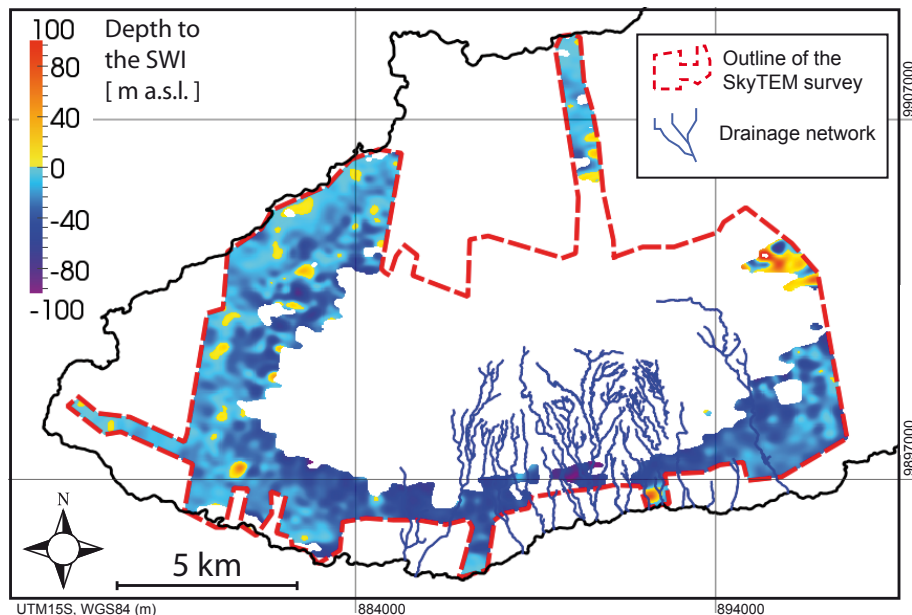 100
80
40
0
-40
-80
-100
Depth to
the SWI
[ m a.s.l. ]
Outline of the
SkyTEM survey
Drainage network
9907000
9897000
N
5 km
UTM15S, WGS84 (m)
884000
894000